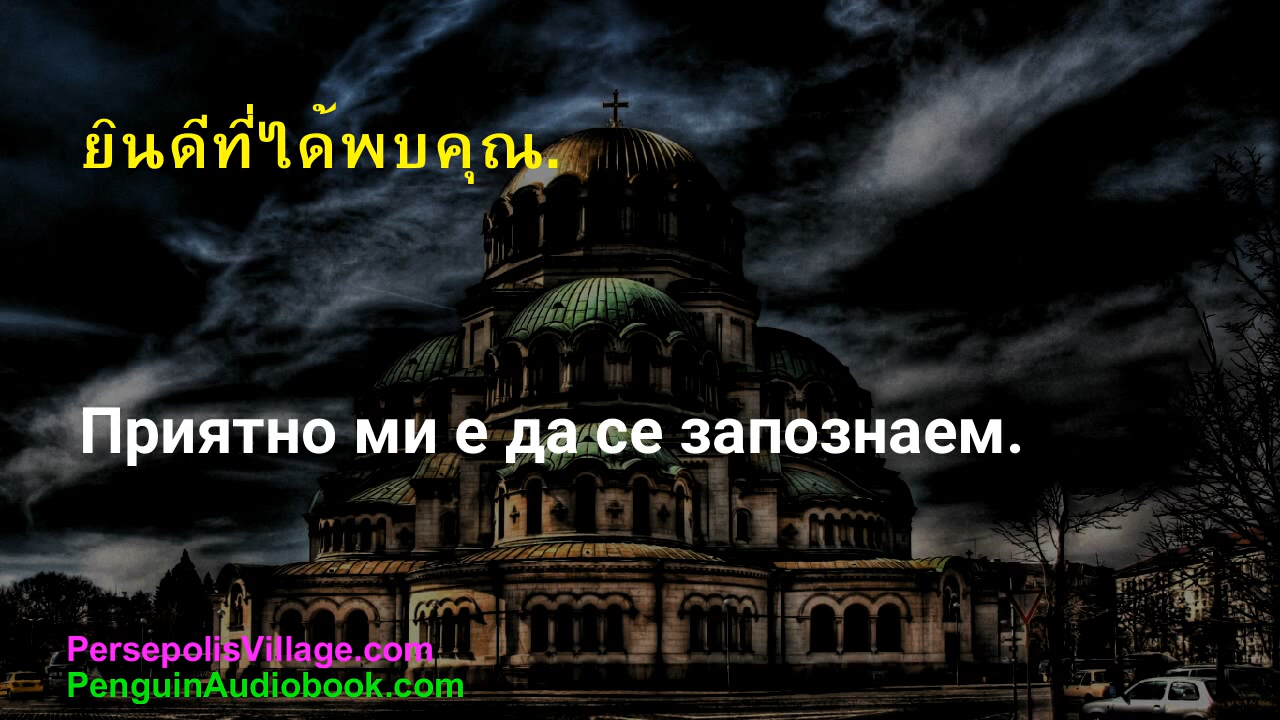 ยินดีที่ได้พบคุณ.
Приятно ми е да се запознаем.
PersepolisVillage.com
PenguinAudiobook.com